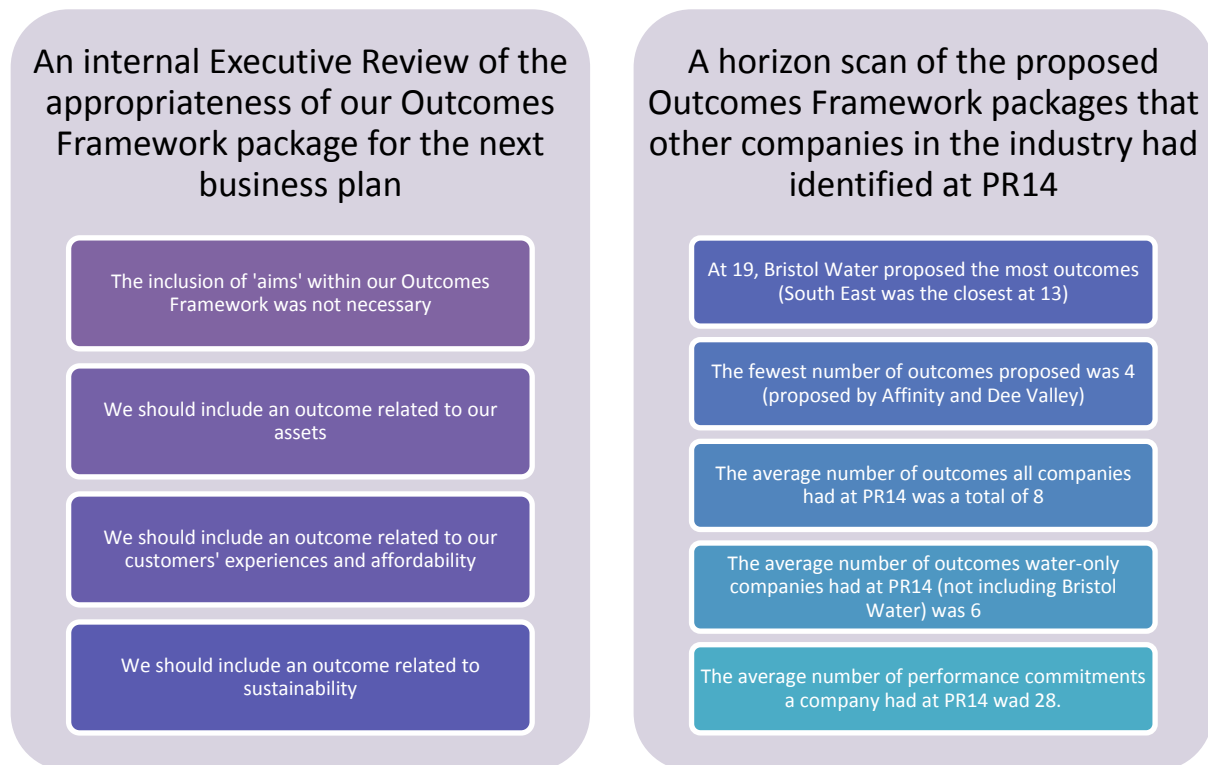 An internal Executive Review of the
appropriateness of our Outcomes
Framework package for the next
business plan
The inclusion of 'aims' within our Outcomes
Framework was not necessary
We should include an outcome related to our
assets
We should include an outcome related to our
customers' experiences and affordability
We should include an outcome related to
sustainability
A horizon scan of the proposed
Outcomes Framework packages that
other companies in the industry had
identified at PR14
At 19, Bristol Water proposed the most outcomes
(South East was the closest at 13)
The fewest number of outcomes proposed was 4
(proposed by Affinity and Dee Valley)
The average number of outcomes all companies
had at PR14 was a total of 8
The average number of outcomes water-only
companies had at PR14 (not including Bristol
Water) was 6
The average number of performance commitments
a company had at PR14 wad 28.